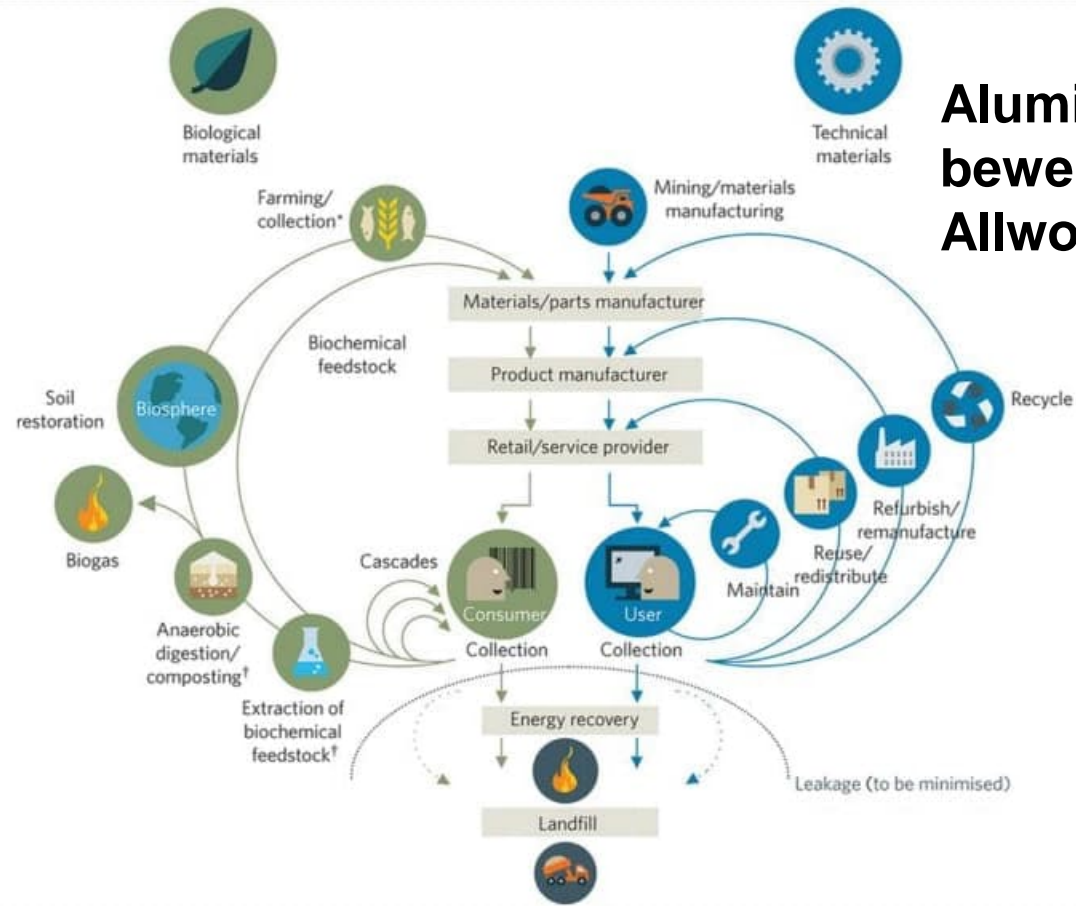 Biological
materials
Technical
materials
Alumi
bewe
Allwo
Farming/
collection*
Mining/materials
manufacturing
Materials/parts manufacturer
Biochemical
feedstock
Product manufacturer
Recycle
Soil
restoration
Biosphere
Retail/service provider
Refurbish/
remanufacture
Biogas
Reuse/
redistribute
Cascades
Maintain
Consumer
User
Anaerobic
digestion/
composting†
Collection
Collection
Extraction of
biochemical
feedstock†
Energy recovery
Leakage (to be minimised)
Landfill